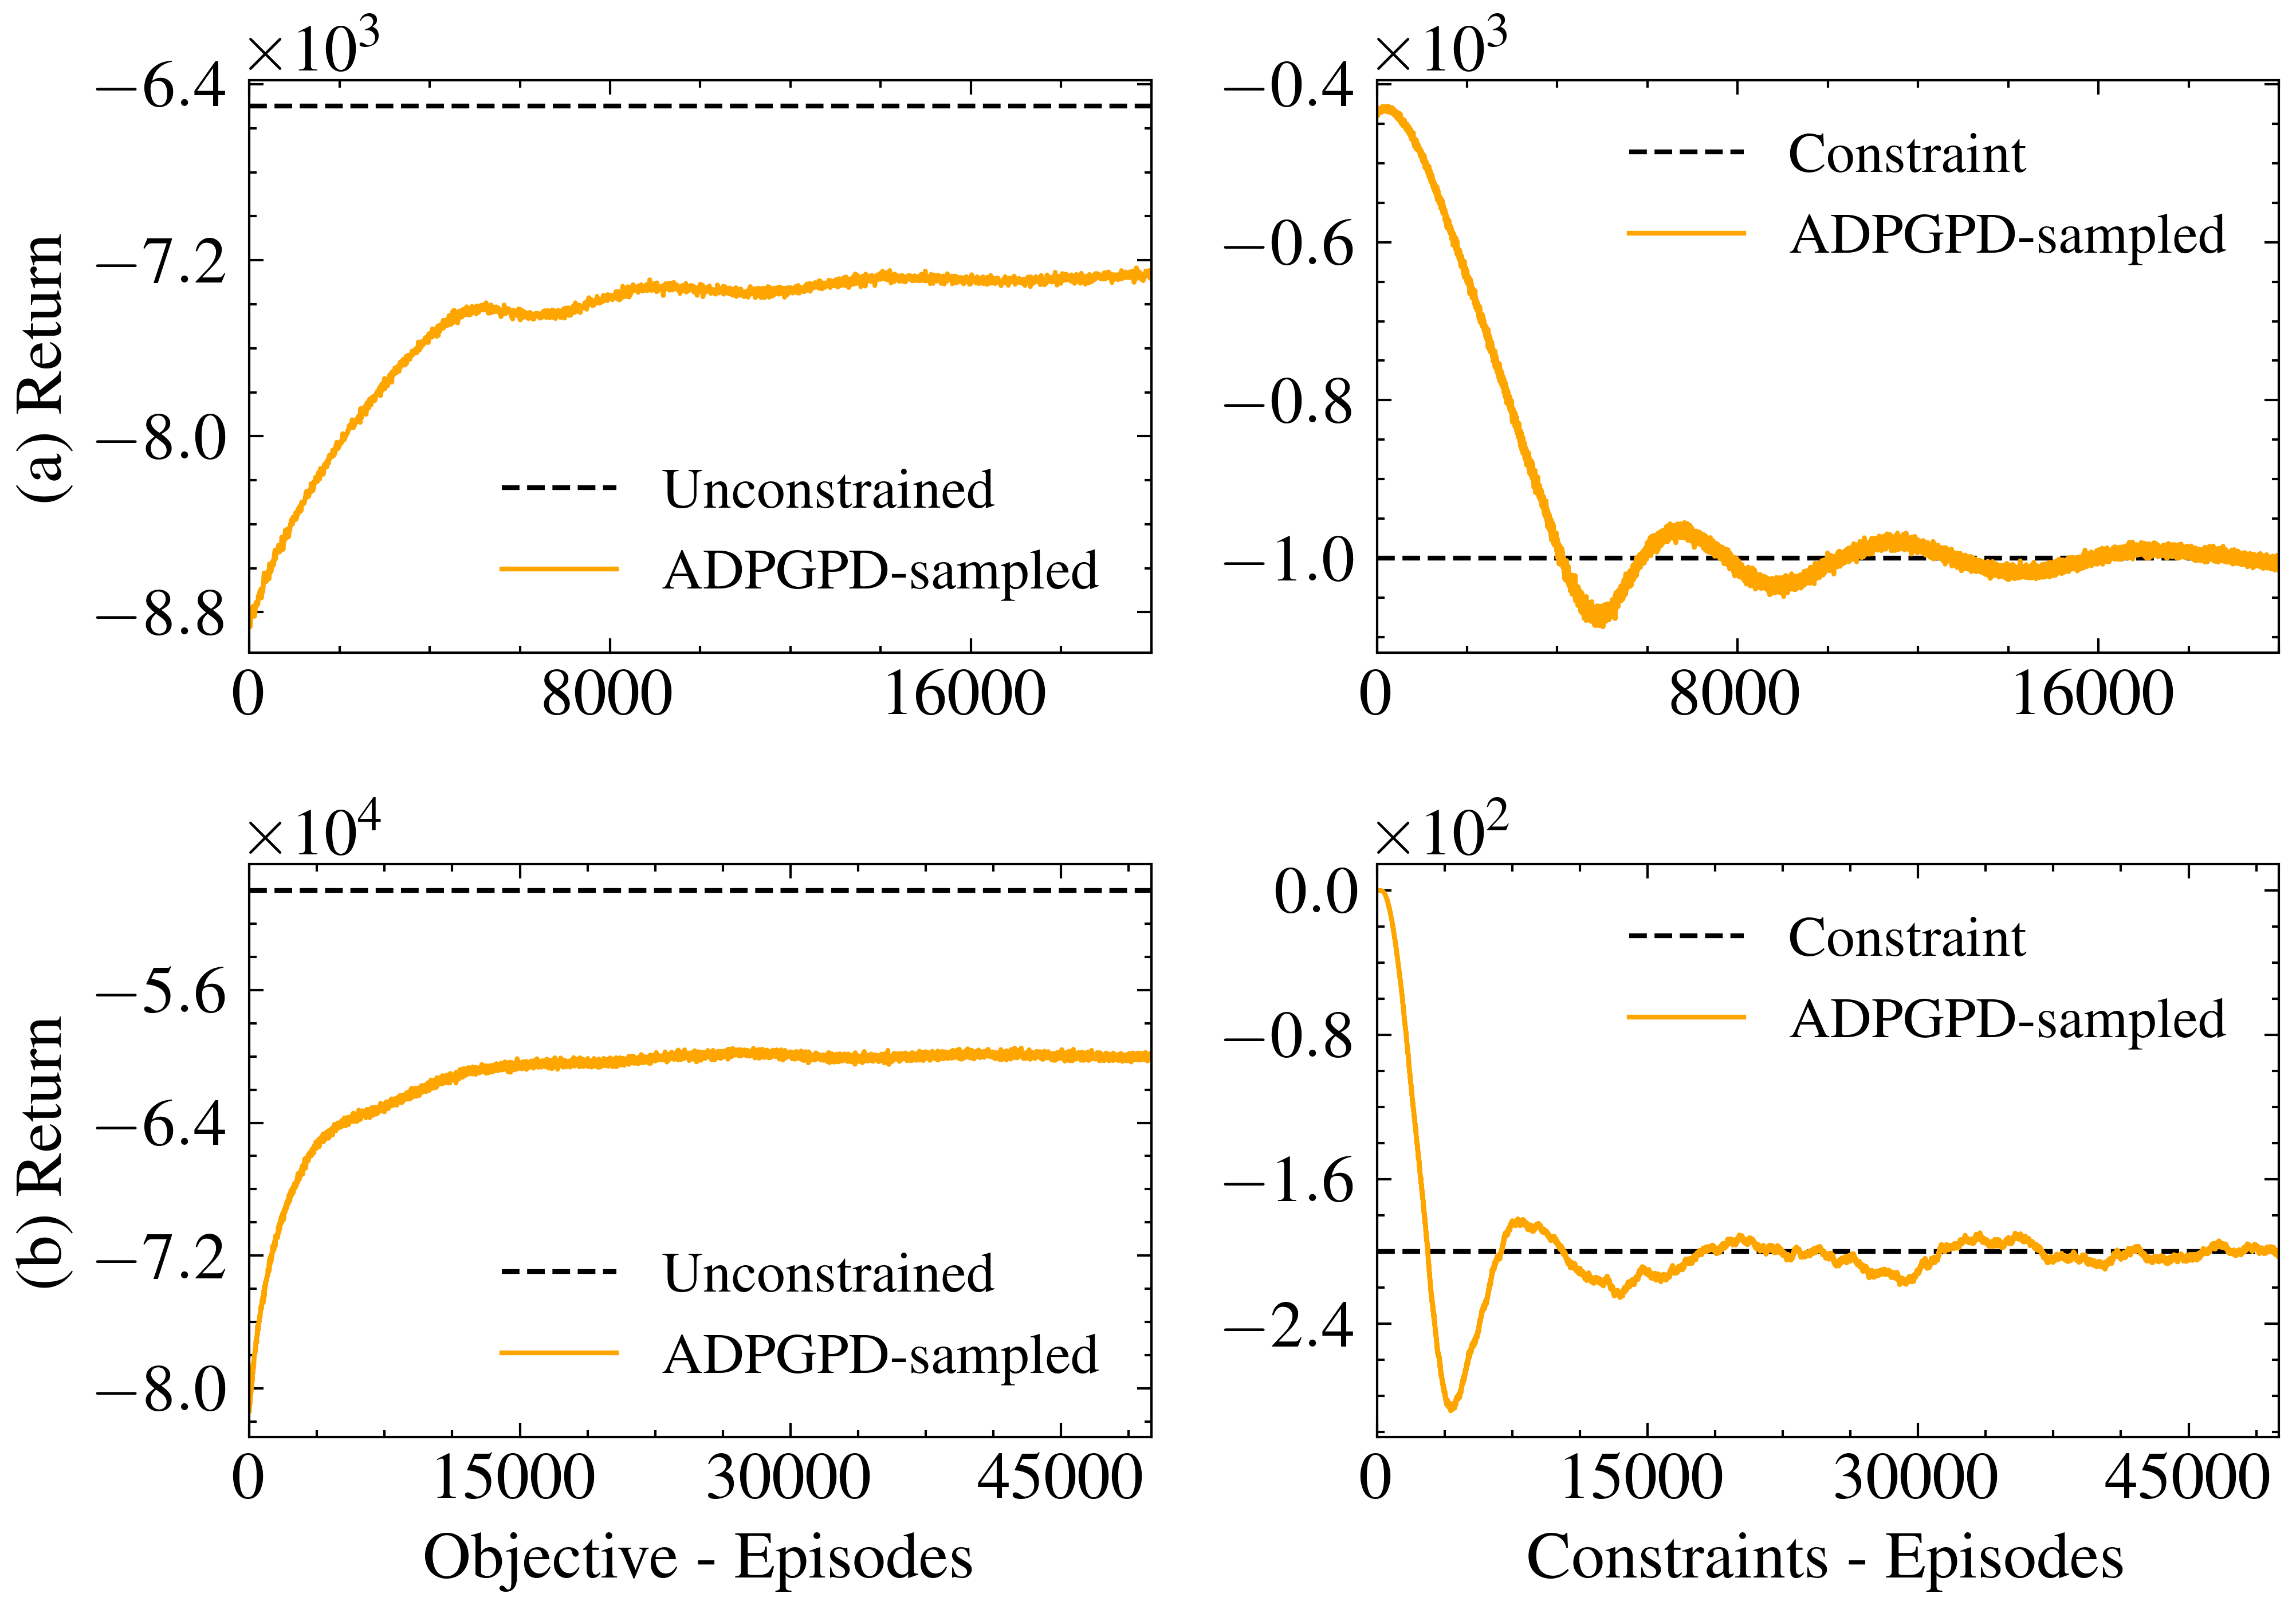 ×10³
−6.4
−7.2
−8.0
−8.8
(a) Return
Unconstrained
ADPGPD-sampled
0 8000 16000
×10³
−0.4
−0.6
−0.8
−1.0
Constraint
ADPGPD-sampled
0 8000 16000
×10⁴
−5.6
−6.4
−7.2
−8.0
(b) Return
Unconstrained
ADPGPD-sampled
0 15000 30000 45000
Objective - Episodes
×10²
0.0
−0.8
−1.6
−2.4
Constraint
ADPGPD-sampled
0 15000 30000 45000
Constraints - Episodes